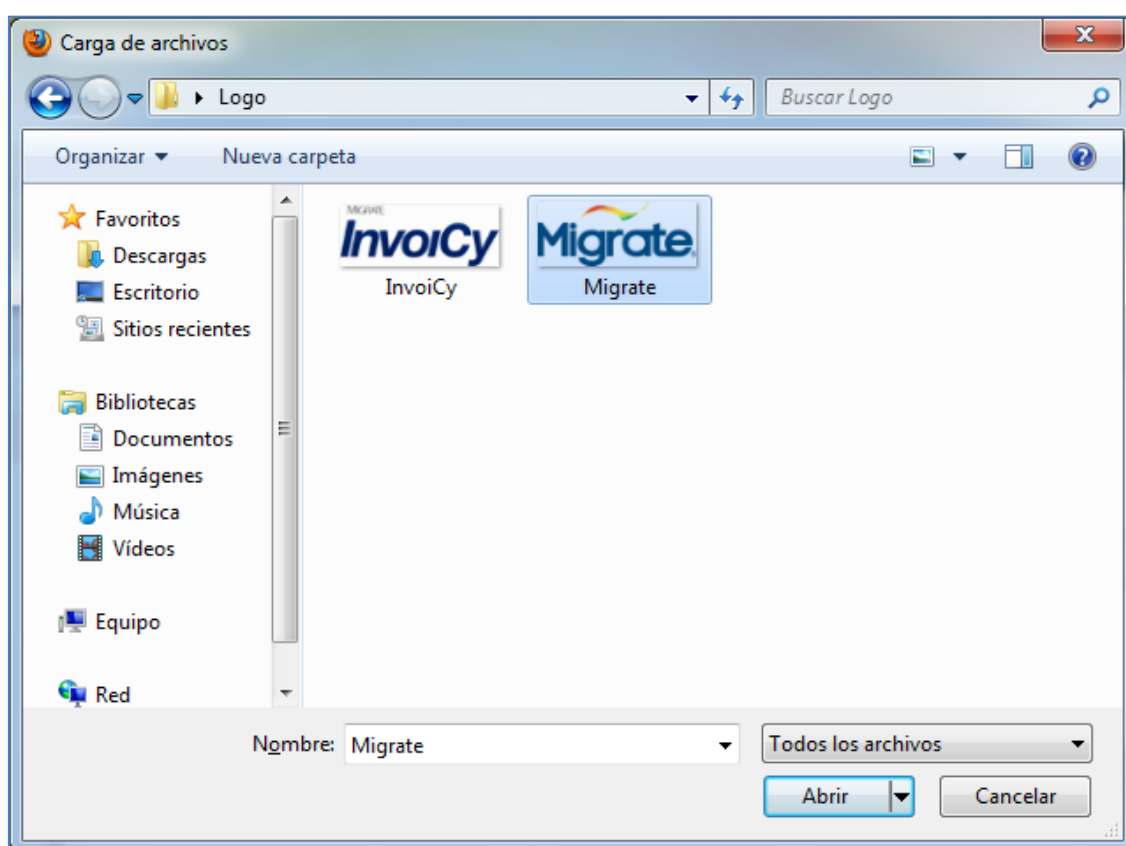 Carga de archivos
Logo
Buscar Logo
Organizar
Nueva carpeta
Favoritos
Descargas
Escritorio
Sitios recientes
Bibliotecas
Documentos
Imágenes
Música
Vídeos
Equipo
Red
MIGRATE
InvoiCy
InvoiCy
Migrate
Migrate
Nombre: Migrate
Todos los archivos
Abrir
Cancelar